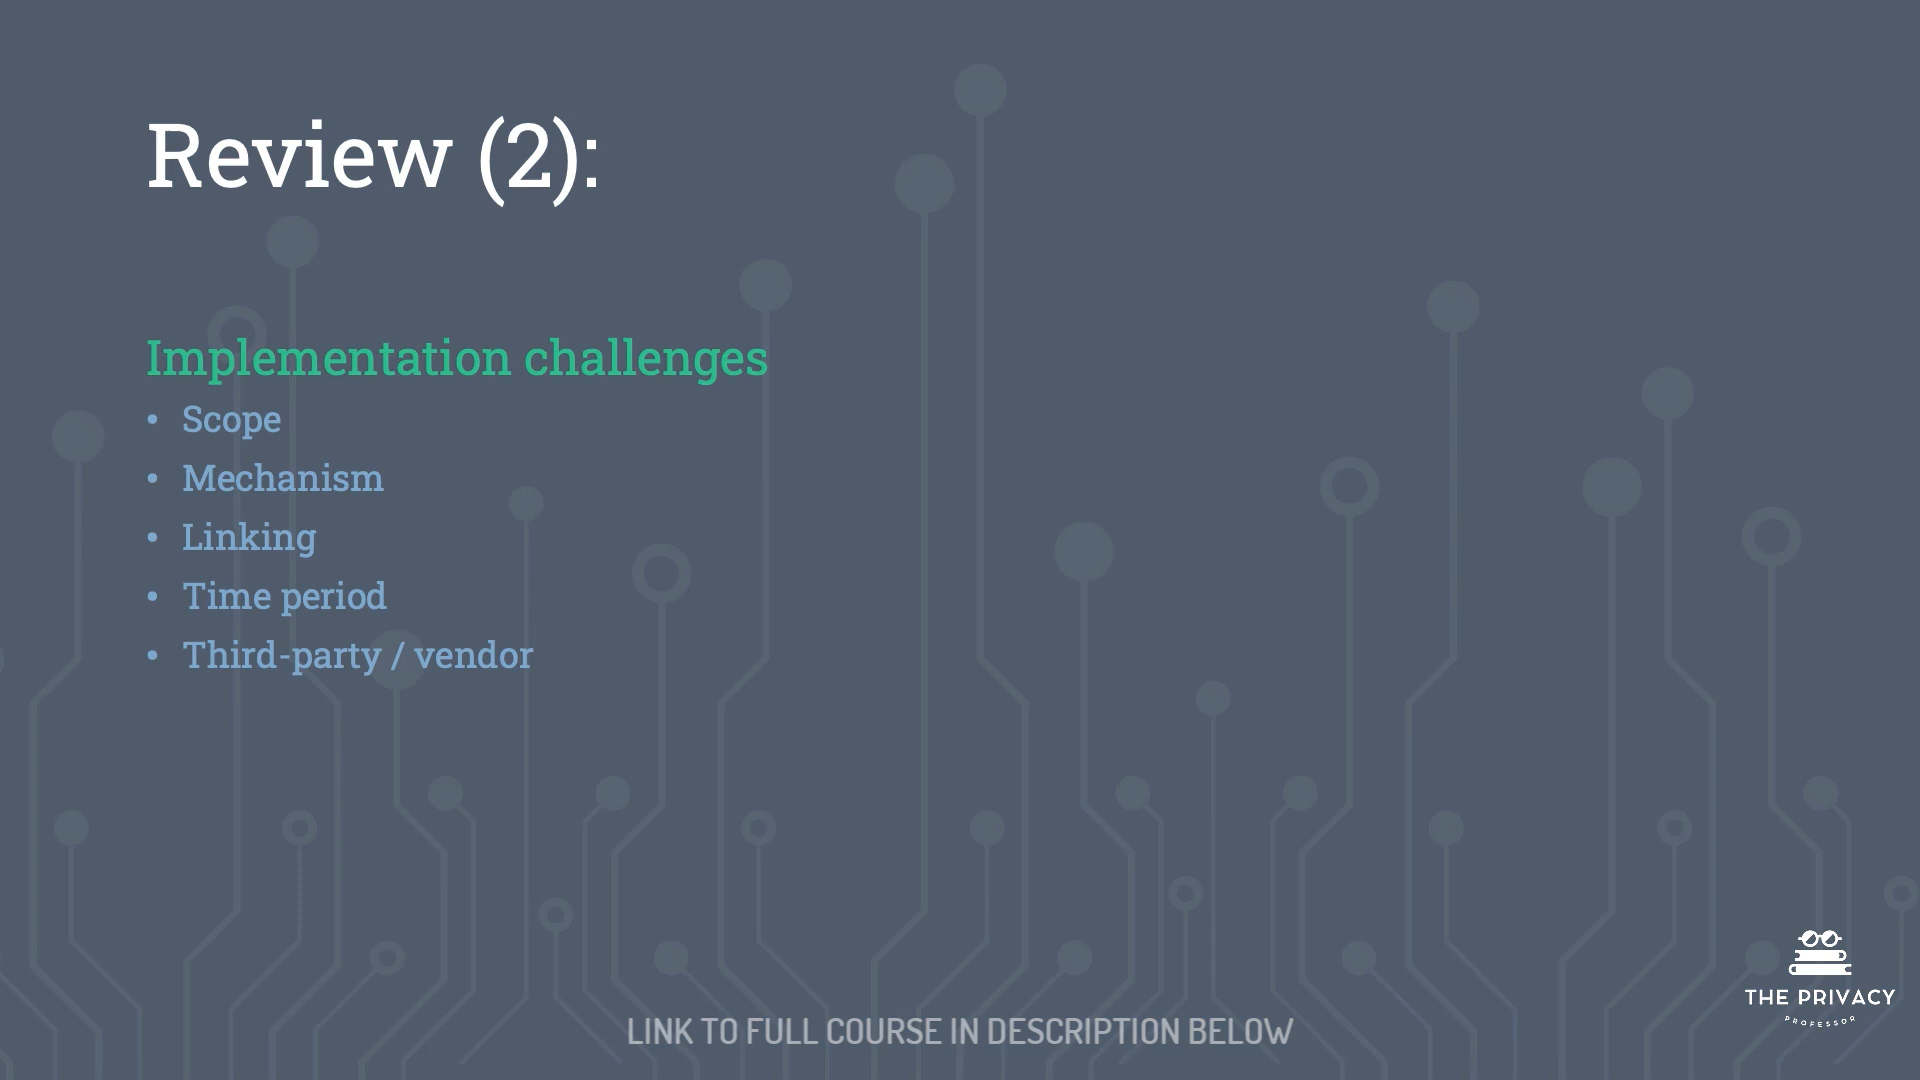 Review (2):
Implementation challenges
• Scope
• Mechanism
• Linking
• Time period
• Third-party / vendor
THE PRIVACY
PROFESSOR
LINK TO FULL COURSE IN DESCRIPTION BELOW